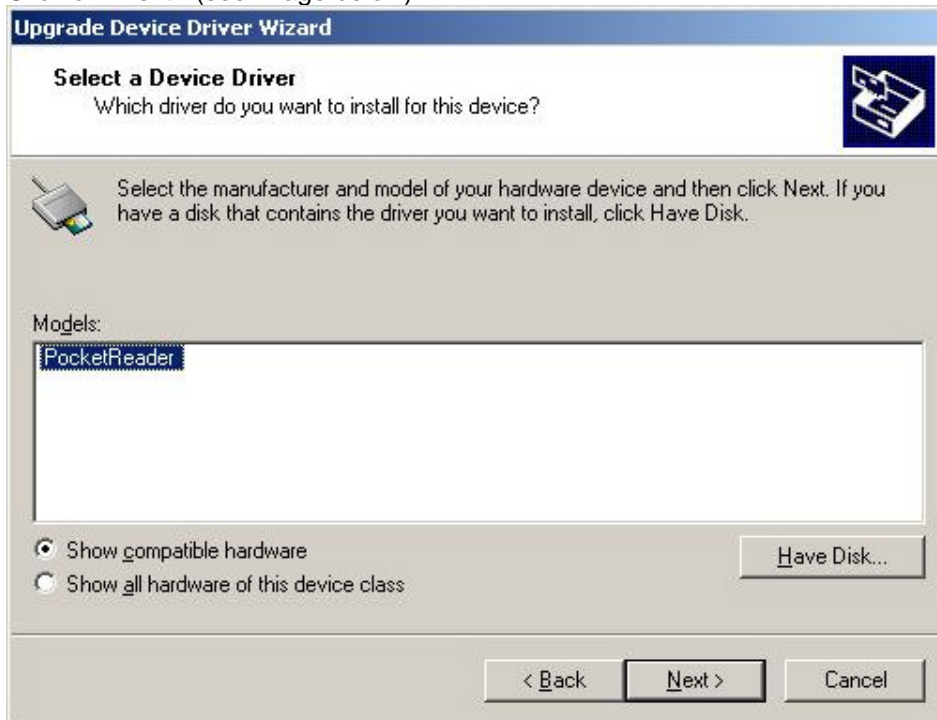 Upgrade Device Driver Wizard
Select a Device Driver
Which driver do you want to install for this device?
Select the manufacturer and model of your hardware device and then click Next. If you
have a disk that contains the driver you want to install, click Have Disk.
Models:
PocketReader
Show compatible hardware
Have Disk...
Show all hardware of this device class
< Back
Next >
Cancel